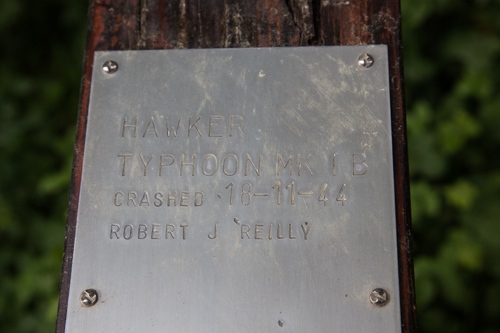 HAWKER
TYPHOON MK IB
CRASHED 18-11-44
ROBERT J REILLY